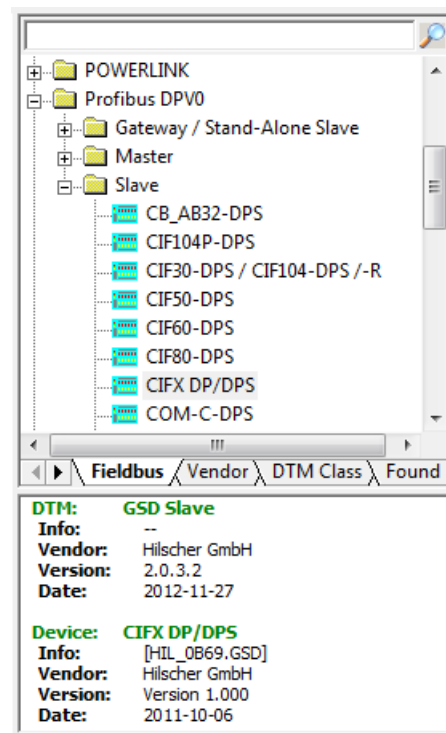 POWERLINK
Profibus DPV0
Gateway / Stand-Alone Slave
Master
Slave
CB_AB32-DPS
CIF104P-DPS
CIF30-DPS / CIF104-DPS /-R
CIF50-DPS
CIF60-DPS
CIF80-DPS
CIFX DP/DPS
COM-C-DPS
Fieldbus Vendor DTM Class Found
DTM: GSD Slave
Info: --
Vendor: Hilscher GmbH
Version: 2.0.3.2
Date: 2012-11-27
Device: CIFX DP/DPS
Info: [HIL_0B69.GSD]
Vendor: Hilscher GmbH
Version: Version 1.000
Date: 2011-10-06